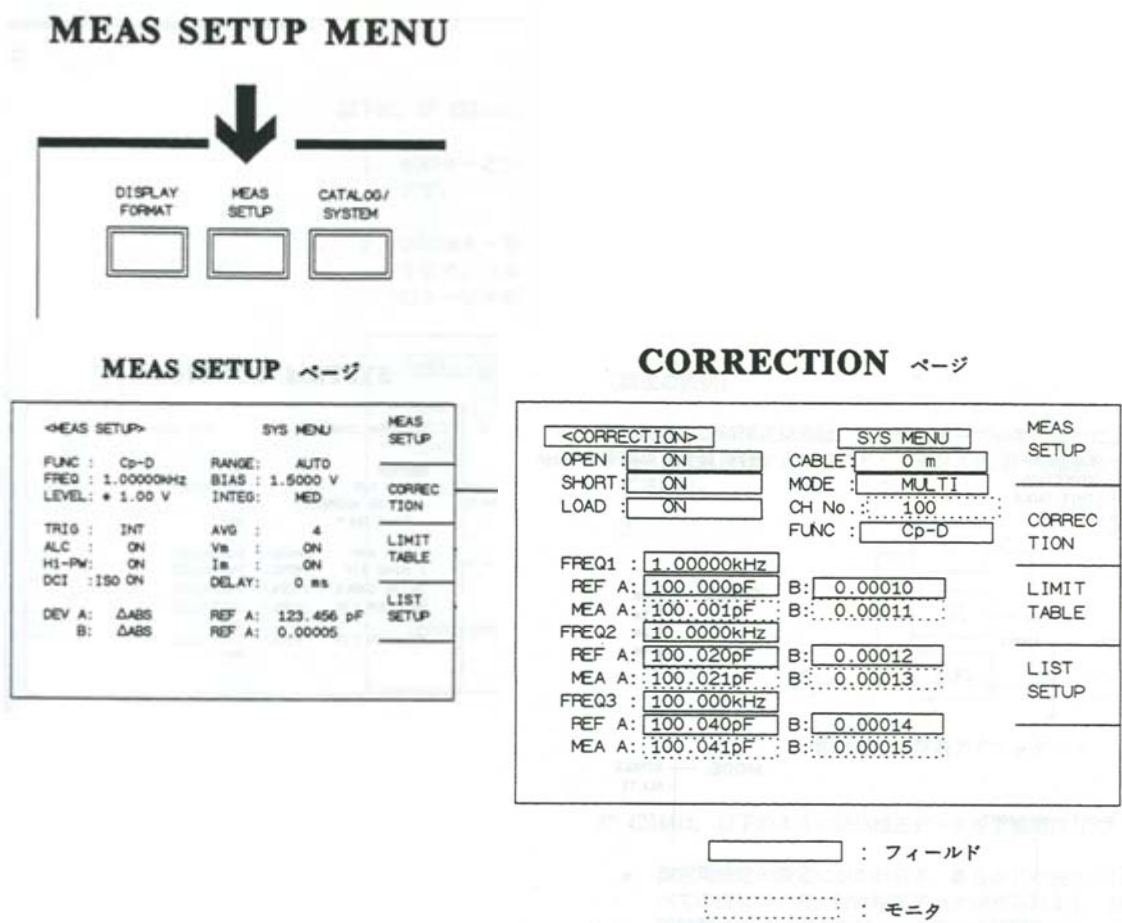 MEAS SETUP MENU
DISPLAY FORMAT
MEAS SETUP
CATALOG/ SYSTEM
MEAS SETUP ページ
<MEAS SETUP> SYS MENU
FUNC : Cp-D RANGE: AUTO
FREQ : 1.00000kHz BIAS : 1.5000 V
LEVEL: * 1.00 V INTEG: MED
TRIG : INT AVG : 4
ALC : ON Vm : ON
Hi-PW: ON Im : ON
DCI :ISO ON DELAY: 0 ms
DEV A: ΔABS REF A: 123.456 pF
B: ΔABS REF A: 0.00005
MEAS
SETUP
CORREC
TION
LIMIT
TABLE
LIST
SETUP
CORRECTION ページ
<CORRECTION> SYS MENU
OPEN : ON CABLE: 0 m
SHORT: ON MODE : MULTI
LOAD : ON CH No.: 100
FUNC : Cp-D
FREQ1 : 1.00000kHz
REF A: 100.000pF B: 0.00010
MEA A: 100.001pF B: 0.00011
FREQ2 : 10.0000kHz
REF A: 100.020pF B: 0.00012
MEA A: 100.021pF B: 0.00013
FREQ3 : 100.000kHz
REF A: 100.040pF B: 0.00014
MEA A: 100.041pF B: 0.00015
MEAS
SETUP
CORREC
TION
LIMIT
TABLE
LIST
SETUP
: フィールド
: モニタ